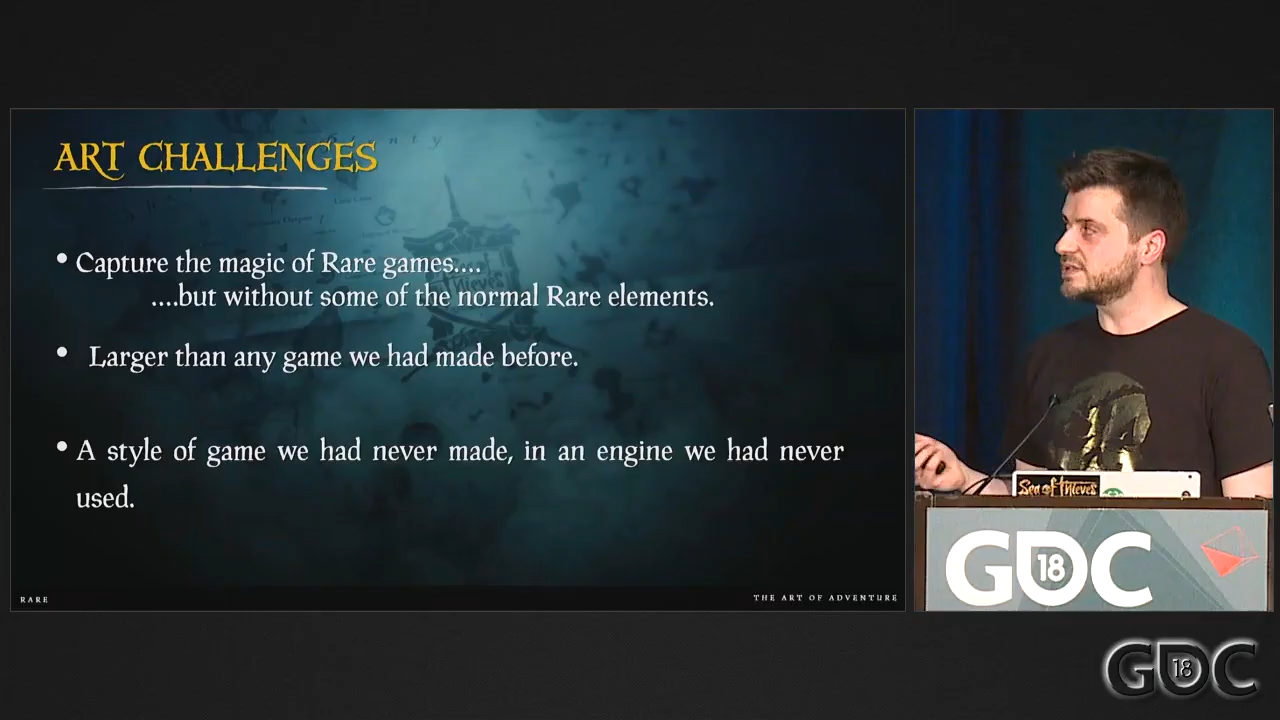 ART CHALLENGES
• Capture the magic of Rare games....
....but without some of the normal Rare elements.
• Larger than any game we had made before.
• A style of game we had never made, in an engine we had never
used.
RARE
THE ART OF ADVENTURE
Sea of Thieves
GDC
18
GDC
18